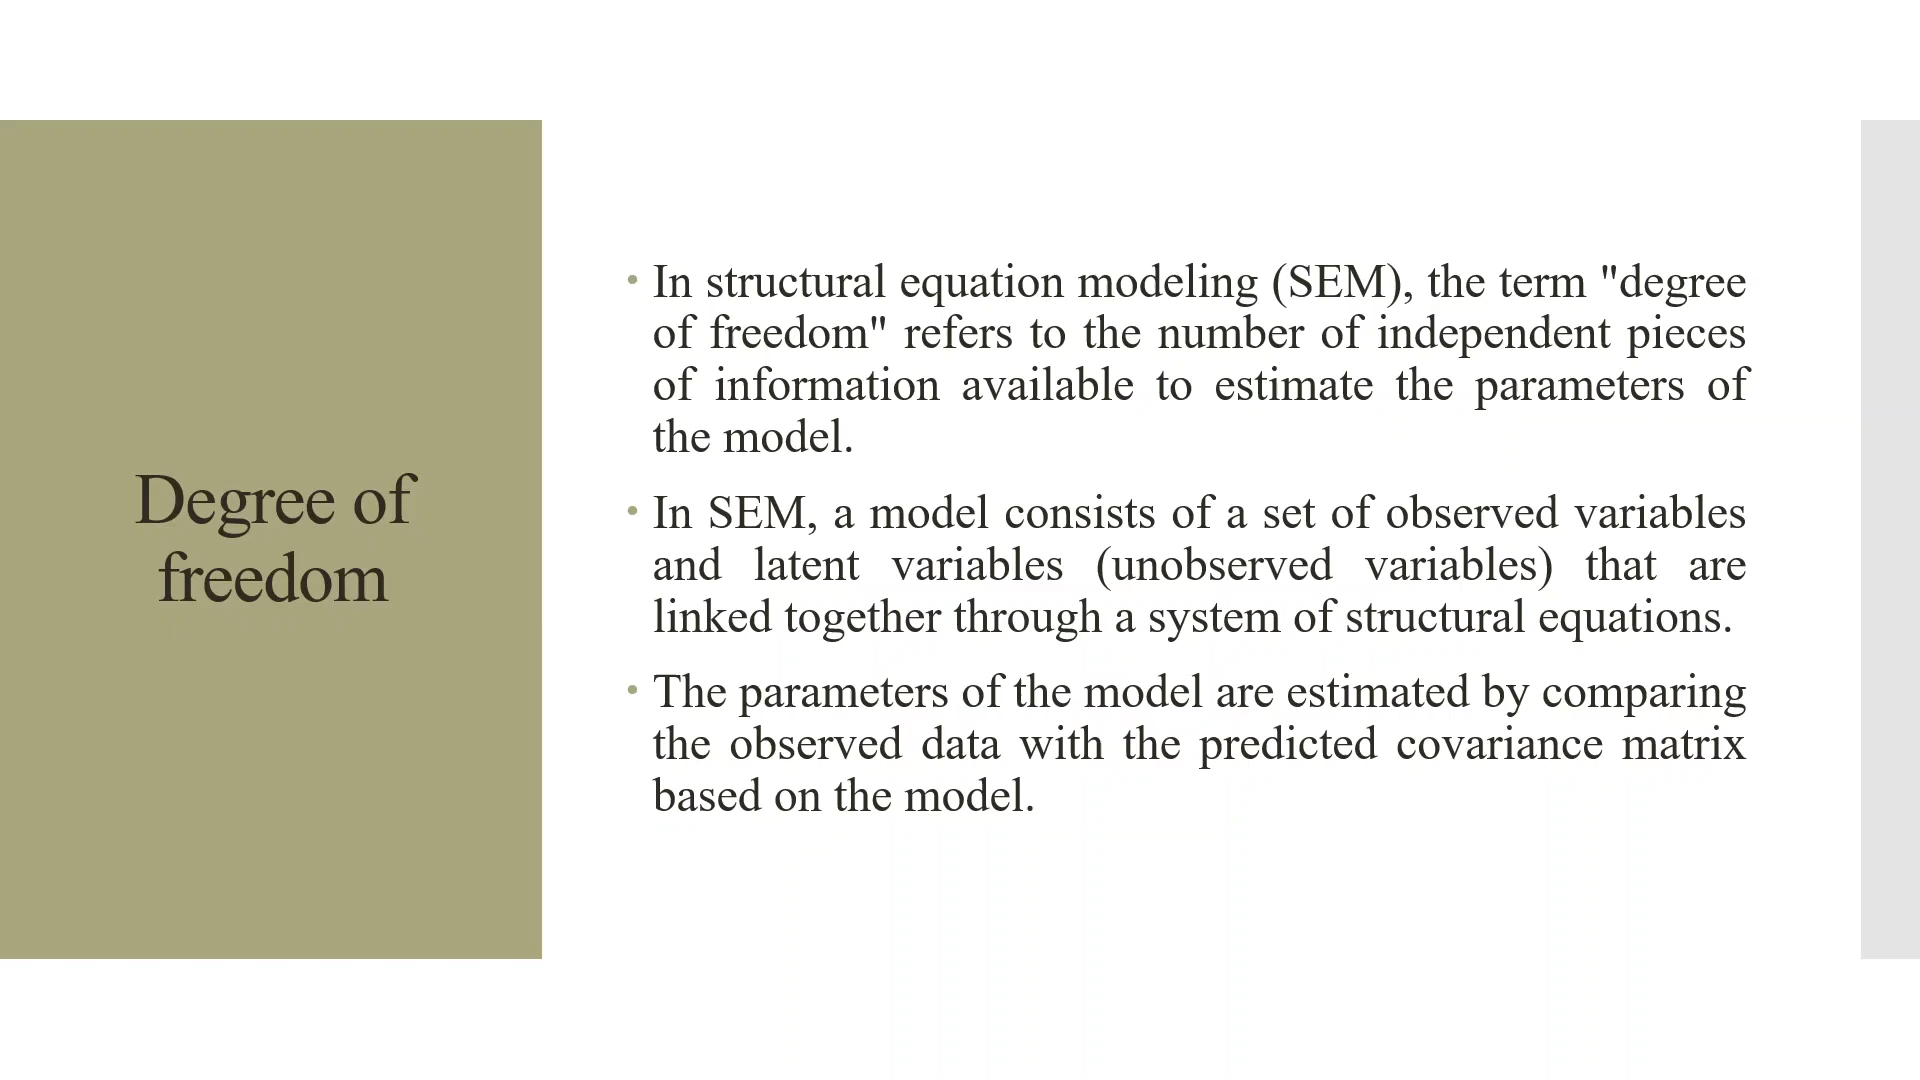 Degree of
freedom
• In structural equation modeling (SEM), the term "degree
of freedom" refers to the number of independent pieces
of information available to estimate the parameters of
the model.
• In SEM, a model consists of a set of observed variables
and latent variables (unobserved variables) that are
linked together through a system of structural equations.
• The parameters of the model are estimated by comparing
the observed data with the predicted covariance matrix
based on the model.